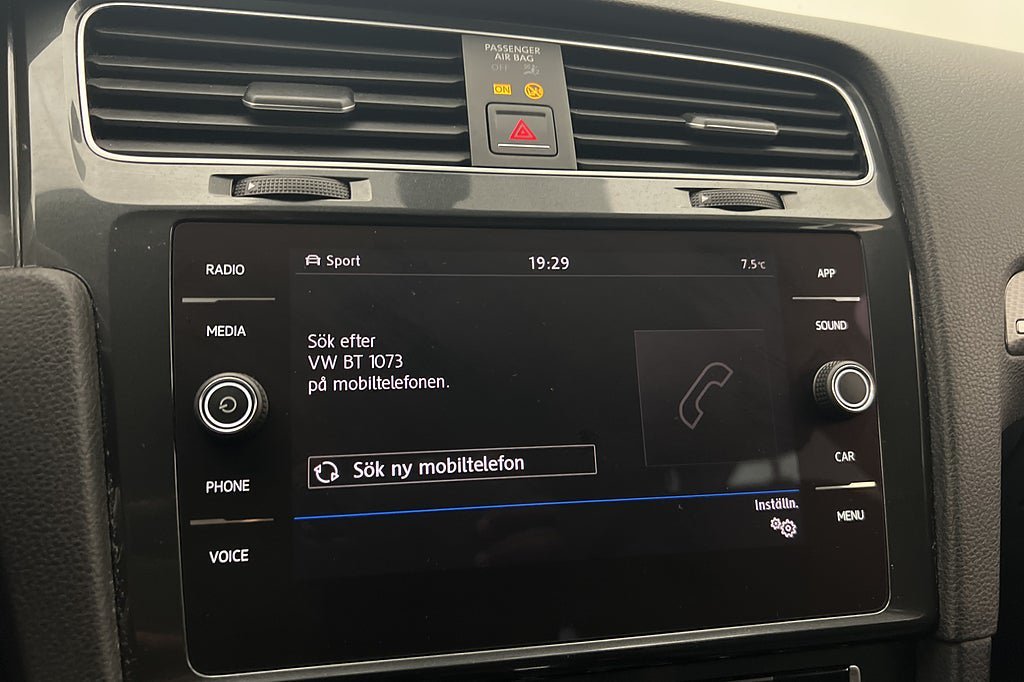 PASSENGER
AIR BAG
OFF
ON
RADIO
MEDIA
PHONE
VOICE
Sport
19:29
7.5°C
Sök efter
VW BT 1073
på mobiltelefonen.
Sök ny mobiltelefon
Inställn.
APP
SOUND
CAR
MENU